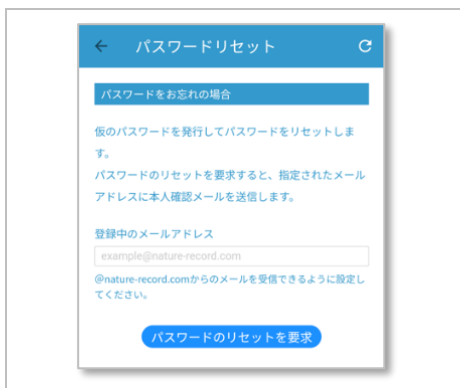 パスワードリセット
パスワードをお忘れの場合
仮のパスワードを発行してパスワードをリセットしま
す。
パスワードのリセットを要求すると、指定されたメール
アドレスに本人確認メールを送信します。
登録中のメールアドレス
example@nature-record.com
@nature-record.comからのメールを受信できるように設定し
てください。
パスワードのリセットを要求